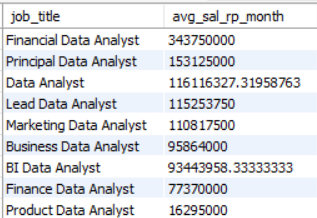 job_title avg_sal_rp_month
Financial Data Analyst 343750000
Principal Data Analyst 153125000
Data Analyst 116116327.31958763
Lead Data Analyst 115253750
Marketing Data Analyst 110817500
Business Data Analyst 95864000
BI Data Analyst 93443958.33333333
Finance Data Analyst 77370000
Product Data Analyst 16295000